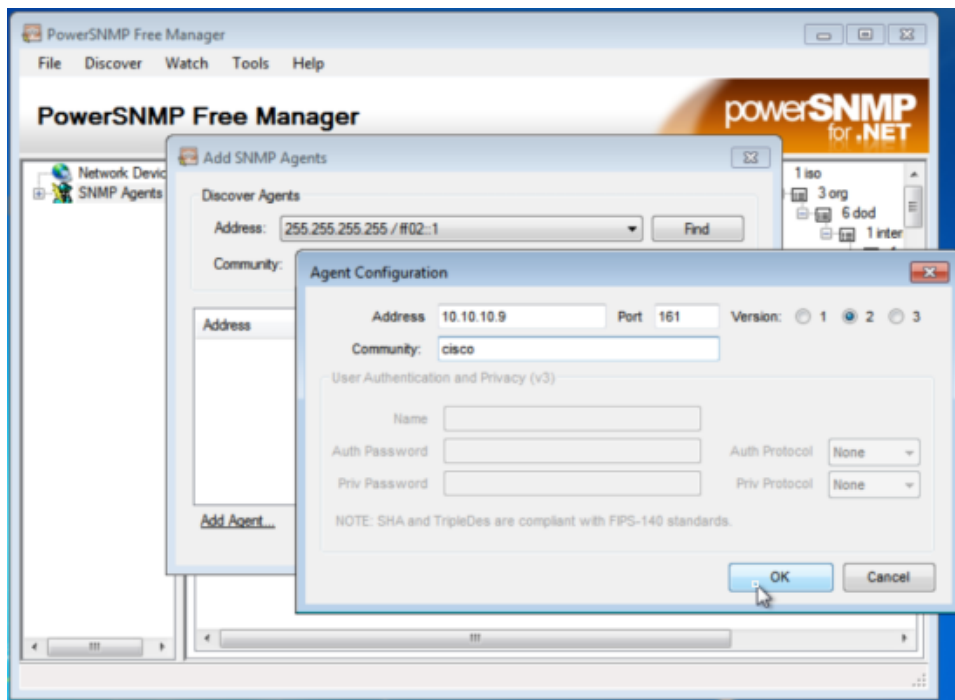 PowerSNMP Free Manager
File Discover Watch Tools Help
PowerSNMP Free Manager
powerSNMP
for .NET
Network Devic
SNMP Agents
Add SNMP Agents
Discover Agents
Address: 255.255.255.255 / ff02::1 Find
Community:
Address
Add Agent...
1 iso
3 org
6 dod
1 inter
Agent Configuration
Address 10.10.10.9 Port 161 Version: 1 2 3
Community: cisco
User Authentication and Privacy (v3)
Name
Auth Password Auth Protocol None
Priv Password Priv Protocol None
NOTE: SHA and TripleDes are compliant with FIPS-140 standards.
OK Cancel